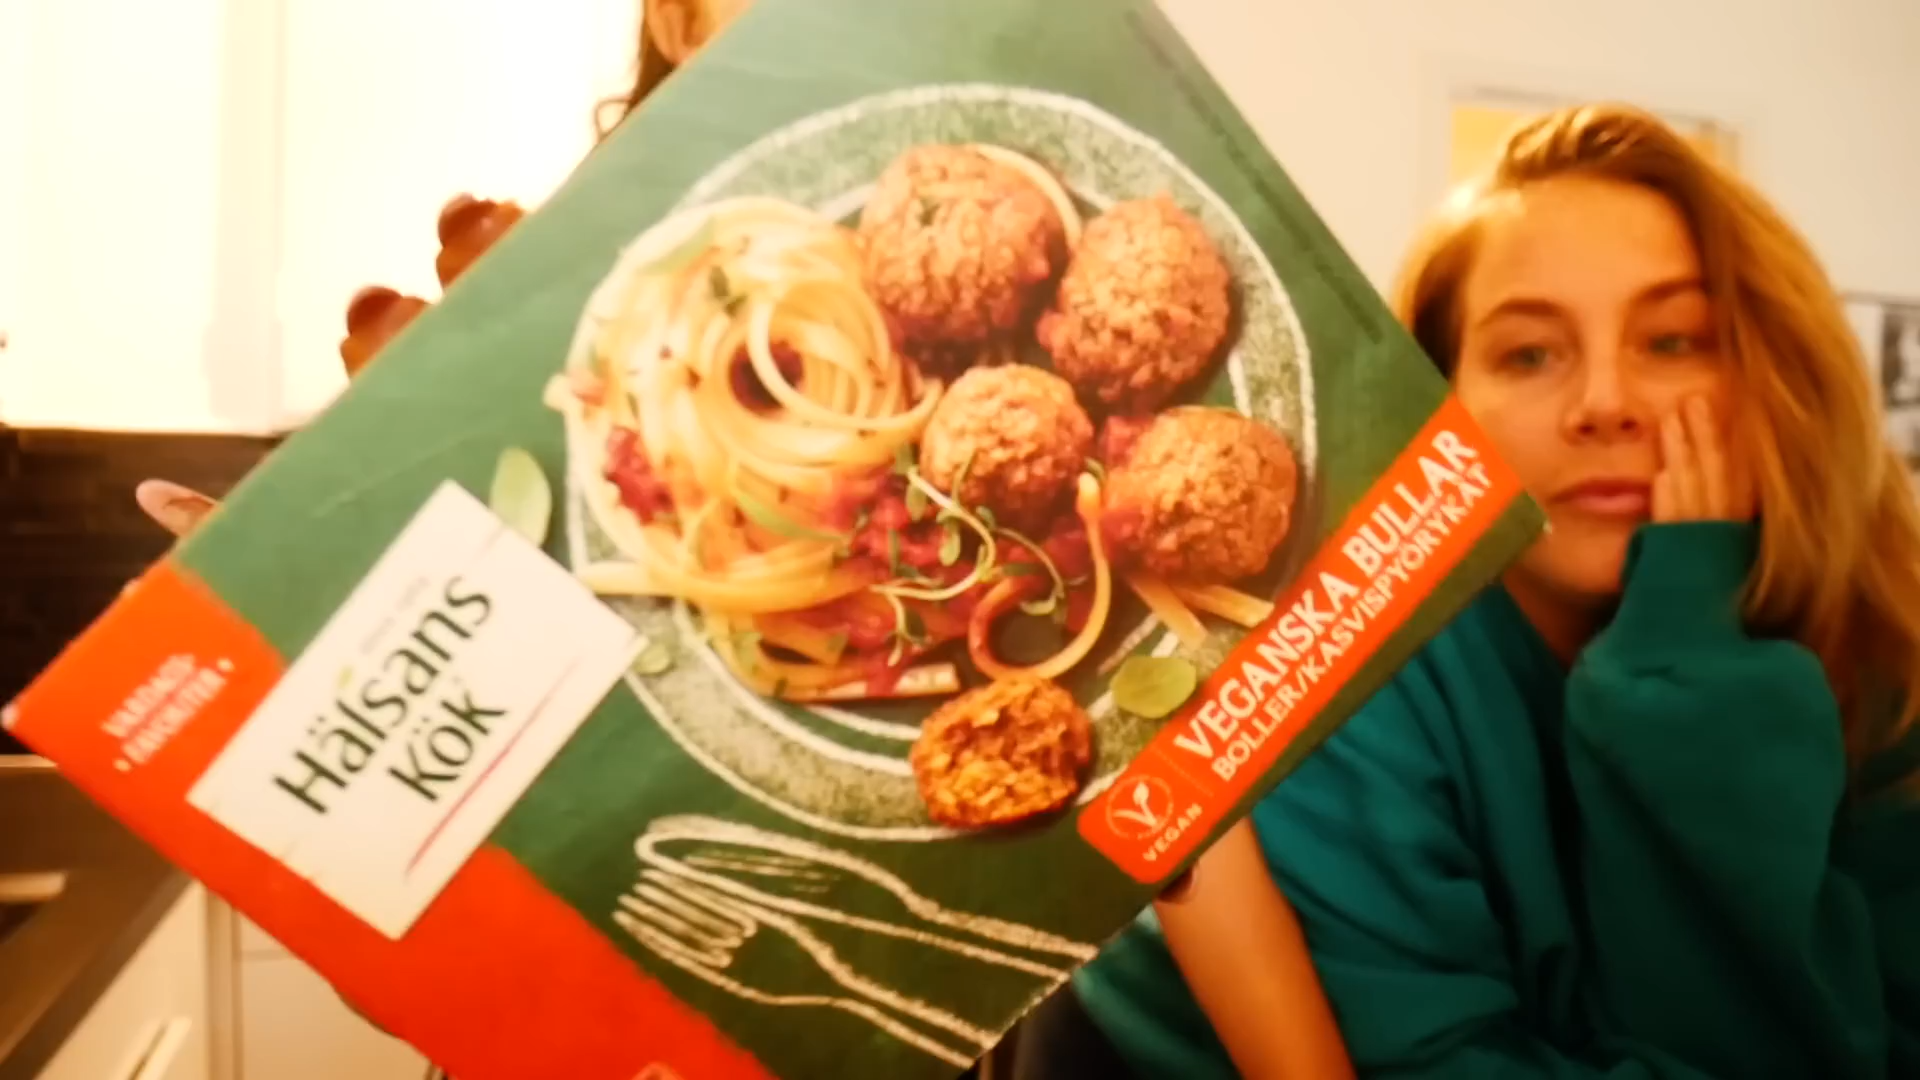 VARDAGS-
• FAVORITER •
Hälsans
Kök
VEGANSKA BULLAR
BOLLER/KASVISPYÖRYKÄT
VEGAN